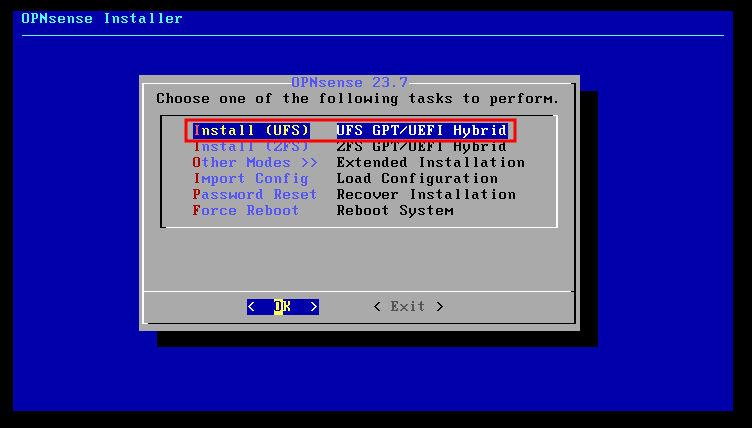 OPNsense Installer
OPNsense 23.7
Choose one of the following tasks to perform.
Install (UFS) UFS GPT/UEFI Hybrid
Install (ZFS) ZFS GPT/UEFI Hybrid
Other Modes >> Extended Installation
Import Config Load Configuration
Password Reset Recover Installation
Force Reboot Reboot System
< OK > < Exit >